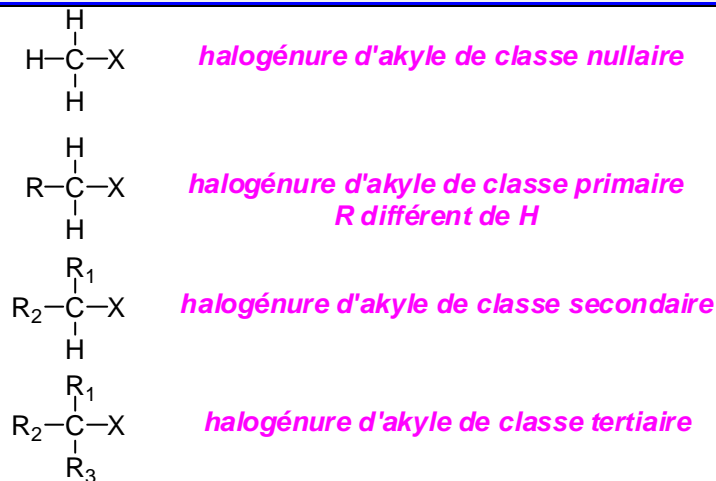 H
H–C–X halogénure d'akyle de classe nullaire
H
H
R–C–X halogénure d'akyle de classe primaire
H R différent de H
R₁
R₂–C–X halogénure d'akyle de classe secondaire
H
R₁
R₂–C–X halogénure d'akyle de classe tertiaire
R₃